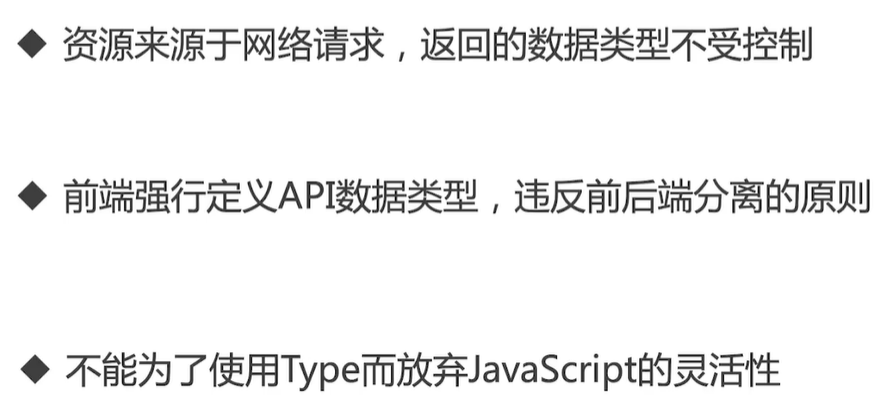 ◆ 资源来源于网络请求，返回的数据类型不受控制
◆ 前端强行定义API数据类型，违反前后端分离的原则
◆ 不能为了使用Type而放弃JavaScript的灵活性